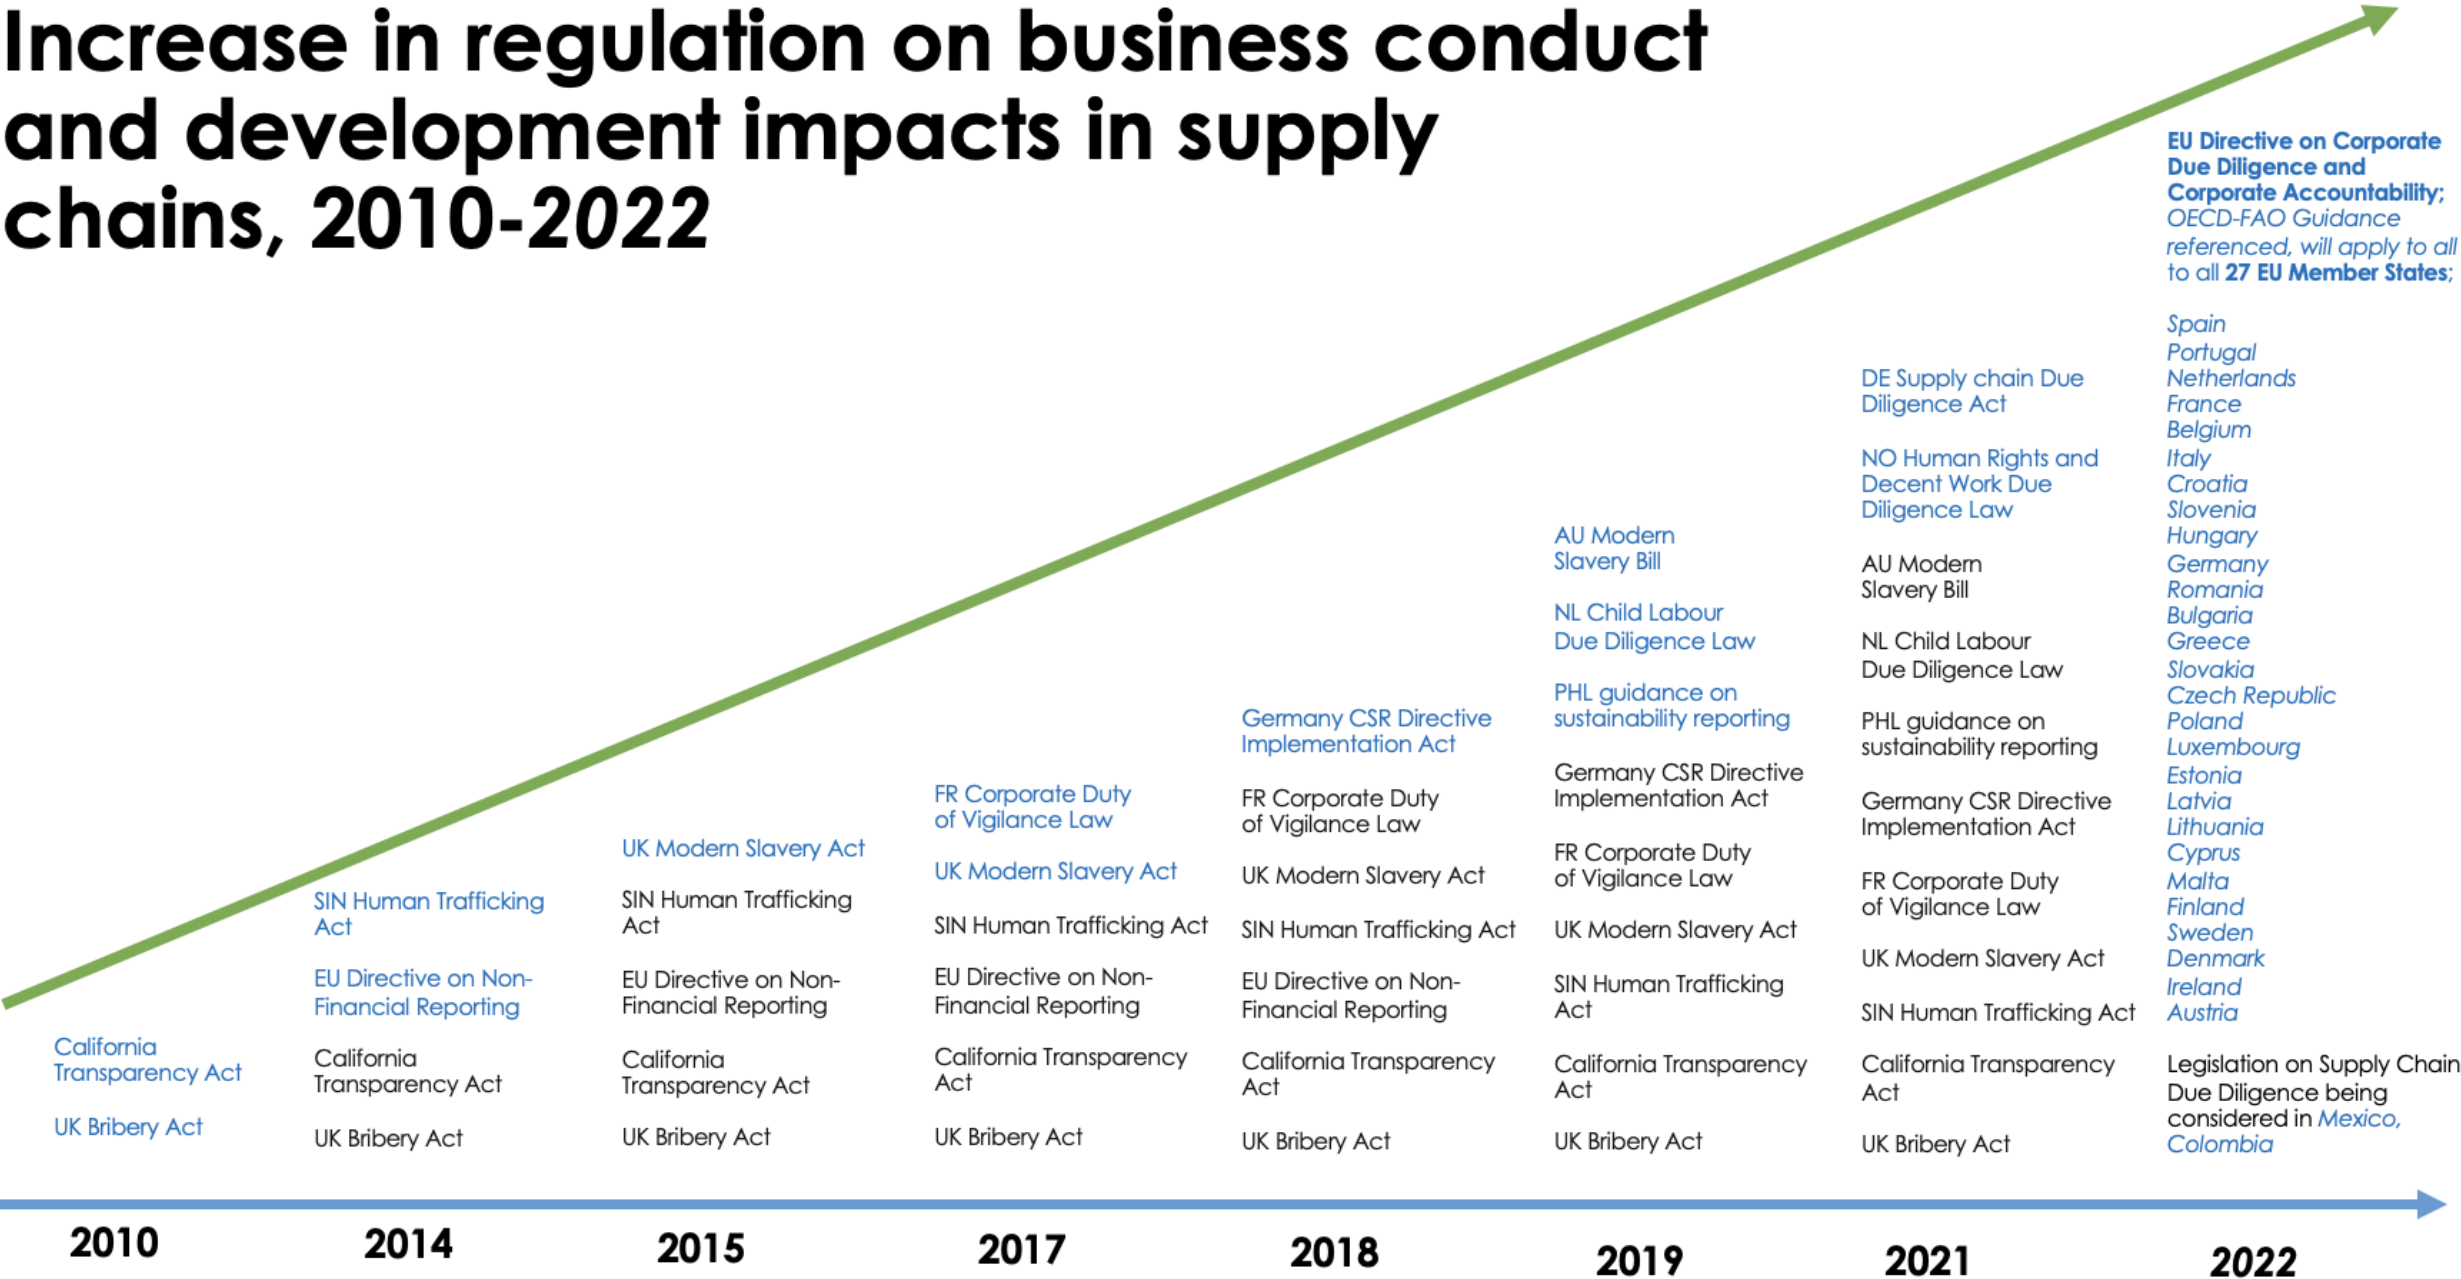 Increase in regulation on business conduct
and development impacts in supply
chains, 2010-2022
California
Transparency Act
UK Bribery Act
2010
SIN Human Trafficking
Act
EU Directive on Non-
Financial Reporting
California
Transparency Act
UK Bribery Act
2014
UK Modern Slavery Act
SIN Human Trafficking
Act
EU Directive on Non-
Financial Reporting
California
Transparency Act
UK Bribery Act
2015
FR Corporate Duty
of Vigilance Law
UK Modern Slavery Act
SIN Human Trafficking Act
EU Directive on Non-
Financial Reporting
California Transparency
Act
UK Bribery Act
2017
Germany CSR Directive
Implementation Act
FR Corporate Duty
of Vigilance Law
UK Modern Slavery Act
SIN Human Trafficking Act
EU Directive on Non-
Financial Reporting
California Transparency
Act
UK Bribery Act
2018
AU Modern
Slavery Bill
NL Child Labour
Due Diligence Law
PHL guidance on
sustainability reporting
Germany CSR Directive
Implementation Act
FR Corporate Duty
of Vigilance Law
UK Modern Slavery Act
SIN Human Trafficking
Act
California Transparency
Act
UK Bribery Act
2019
DE Supply chain Due
Diligence Act
NO Human Rights and
Decent Work Due
Diligence Law
AU Modern
Slavery Bill
NL Child Labour
Due Diligence Law
PHL guidance on
sustainability reporting
Germany CSR Directive
Implementation Act
FR Corporate Duty
of Vigilance Law
UK Modern Slavery Act
SIN Human Trafficking Act
California Transparency
Act
UK Bribery Act
2021
EU Directive on Corporate
Due Diligence and
Corporate Accountability;
OECD-FAO Guidance
referenced, will apply to all
to all 27 EU Member States;
Spain
Portugal
Netherlands
France
Belgium
Italy
Croatia
Slovenia
Hungary
Germany
Romania
Bulgaria
Greece
Slovakia
Czech Republic
Poland
Luxembourg
Estonia
Latvia
Lithuania
Cyprus
Malta
Finland
Sweden
Denmark
Ireland
Austria
Legislation on Supply Chain
Due Diligence being
considered in Mexico,
Colombia
2022